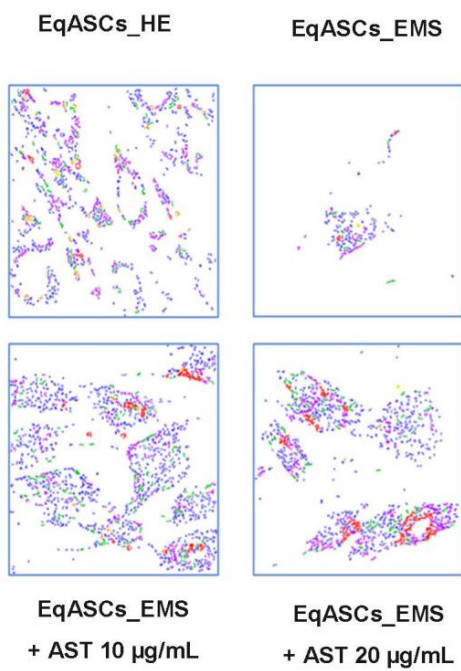 EqASCs_HE
EqASCs_EMS
EqASCs_EMS
+ AST 10 µg/mL
EqASCs_EMS
+ AST 20 µg/mL